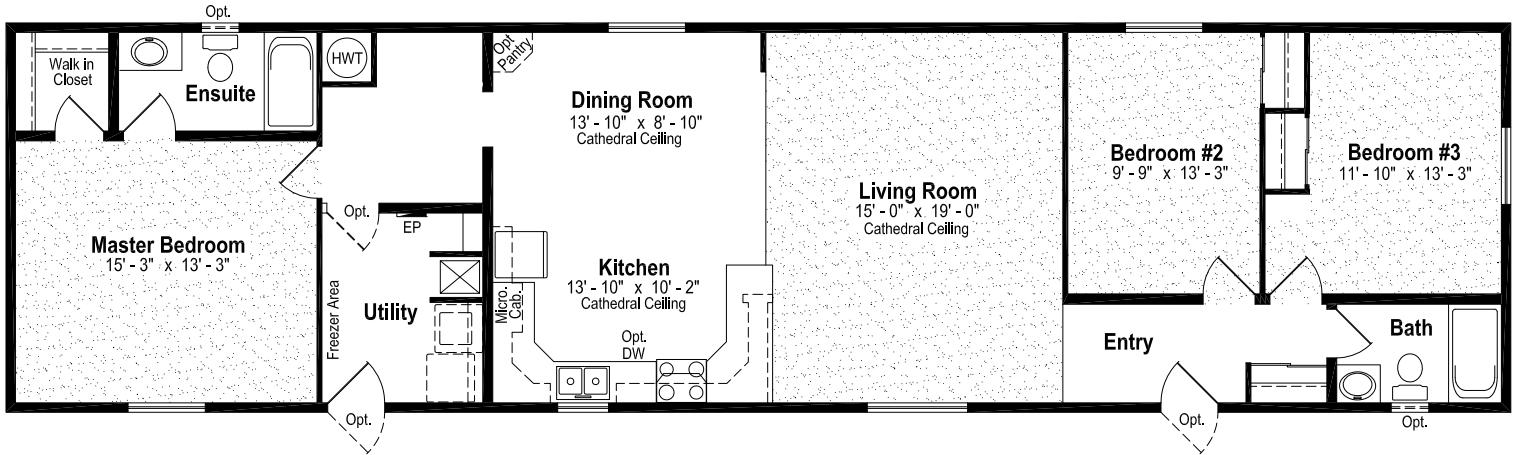 Opt.
Walk in
Closet
Ensuite
HWT
Opt
Pantry
Dining Room
13' - 10" x 8' - 10"
Cathedral Ceiling
Living Room
15' - 0" x 19' - 0"
Cathedral Ceiling
Bedroom #2
9' - 9" x 13' - 3"
Bedroom #3
11' - 10" x 13' - 3"
Master Bedroom
15' - 3" x 13' - 3"
Opt.
EP
Freezer Area
Utility
Kitchen
13' - 10" x 10' - 2"
Cathedral Ceiling
Micro.
Cab.
Opt.
DW
Entry
Bath
Opt.
Opt.
Opt.